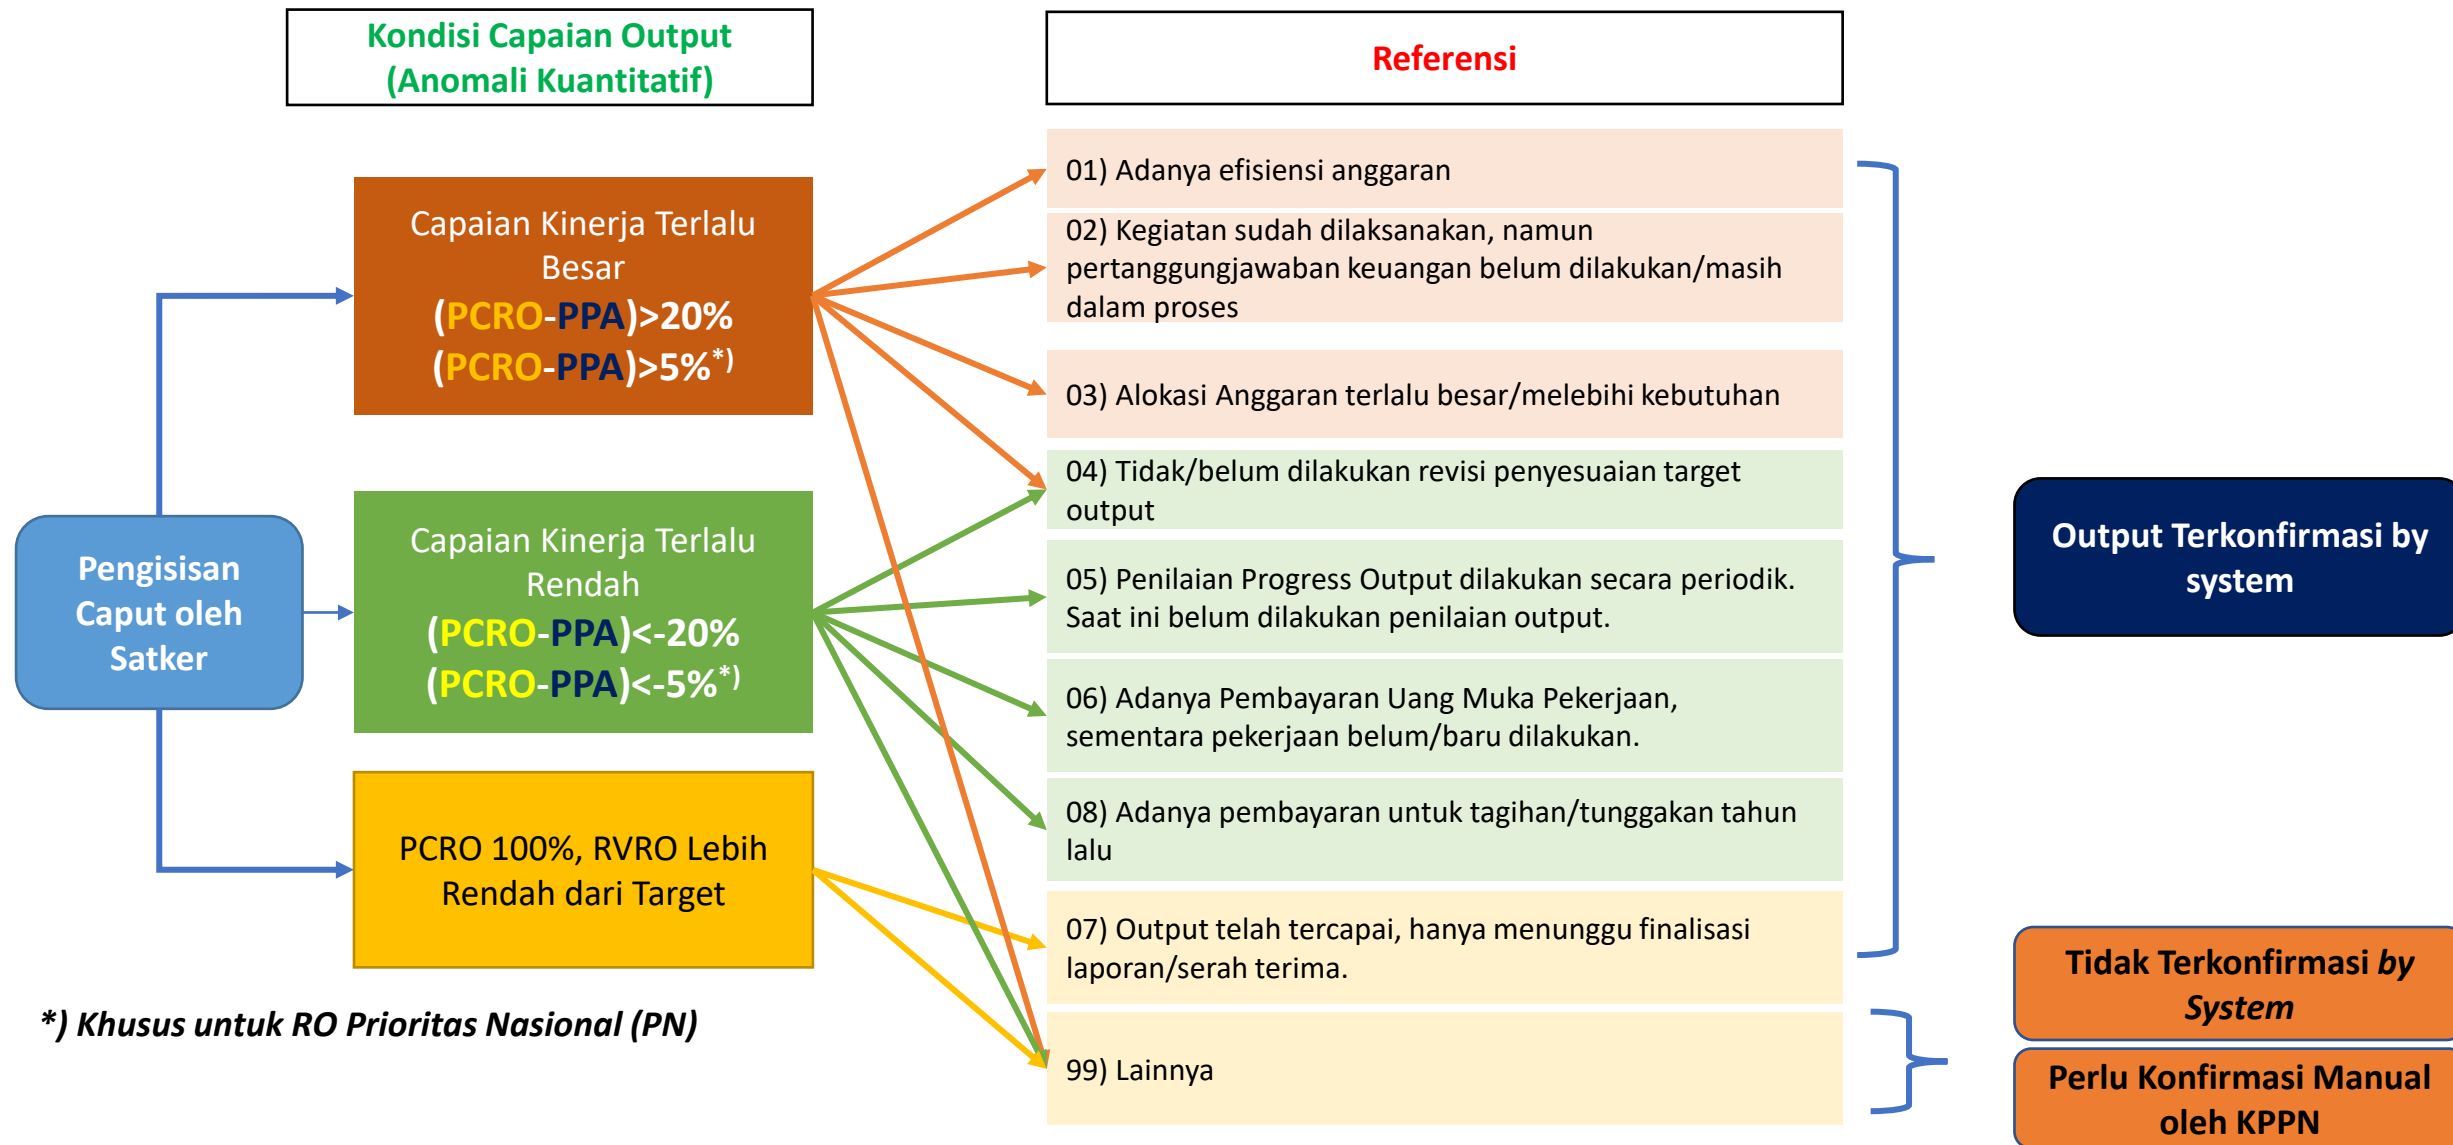 Kondisi Capaian Output
(Anomali Kuantitatif)
Referensi
Pengisisan
Caput oleh
Satker
Capaian Kinerja Terlalu
Besar
(PCRO-PPA)>20%
(PCRO-PPA)>5%*)
Capaian Kinerja Terlalu
Rendah
(PCRO-PPA)<-20%
(PCRO-PPA)<-5%*)
PCRO 100%, RVRO Lebih
Rendah dari Target
*) Khusus untuk RO Prioritas Nasional (PN)
01) Adanya efisiensi anggaran
02) Kegiatan sudah dilaksanakan, namun
pertanggungjawaban keuangan belum dilakukan/masih
dalam proses
03) Alokasi Anggaran terlalu besar/melebihi kebutuhan
04) Tidak/belum dilakukan revisi penyesuaian target
output
05) Penilaian Progress Output dilakukan secara periodik.
Saat ini belum dilakukan penilaian output.
06) Adanya Pembayaran Uang Muka Pekerjaan,
sementara pekerjaan belum/baru dilakukan.
08) Adanya pembayaran untuk tagihan/tunggakan tahun
lalu
07) Output telah tercapai, hanya menunggu finalisasi
laporan/serah terima.
99) Lainnya
Output Terkonfirmasi by
system
Tidak Terkonfirmasi by
System
Perlu Konfirmasi Manual
oleh KPPN